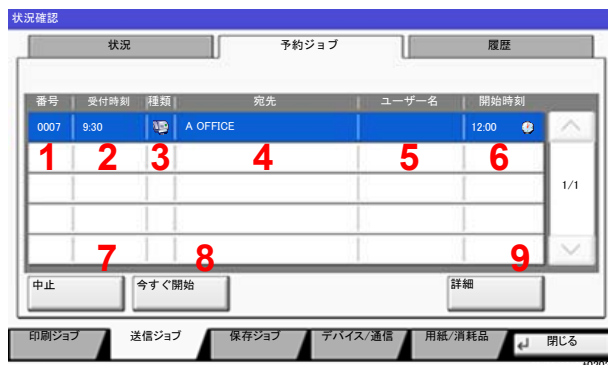 状況確認
状況 予約ジョブ 履歴
番号 受付時刻 種類 宛先 ユーザー名 開始時刻
0007 9:30 A OFFICE 12:00
1 2 3 4 5 6
1/1
7 8 9
中止 今すぐ開始 詳細
印刷ジョブ 送信ジョブ 保存ジョブ デバイス/通信 用紙/消耗品 閉じる